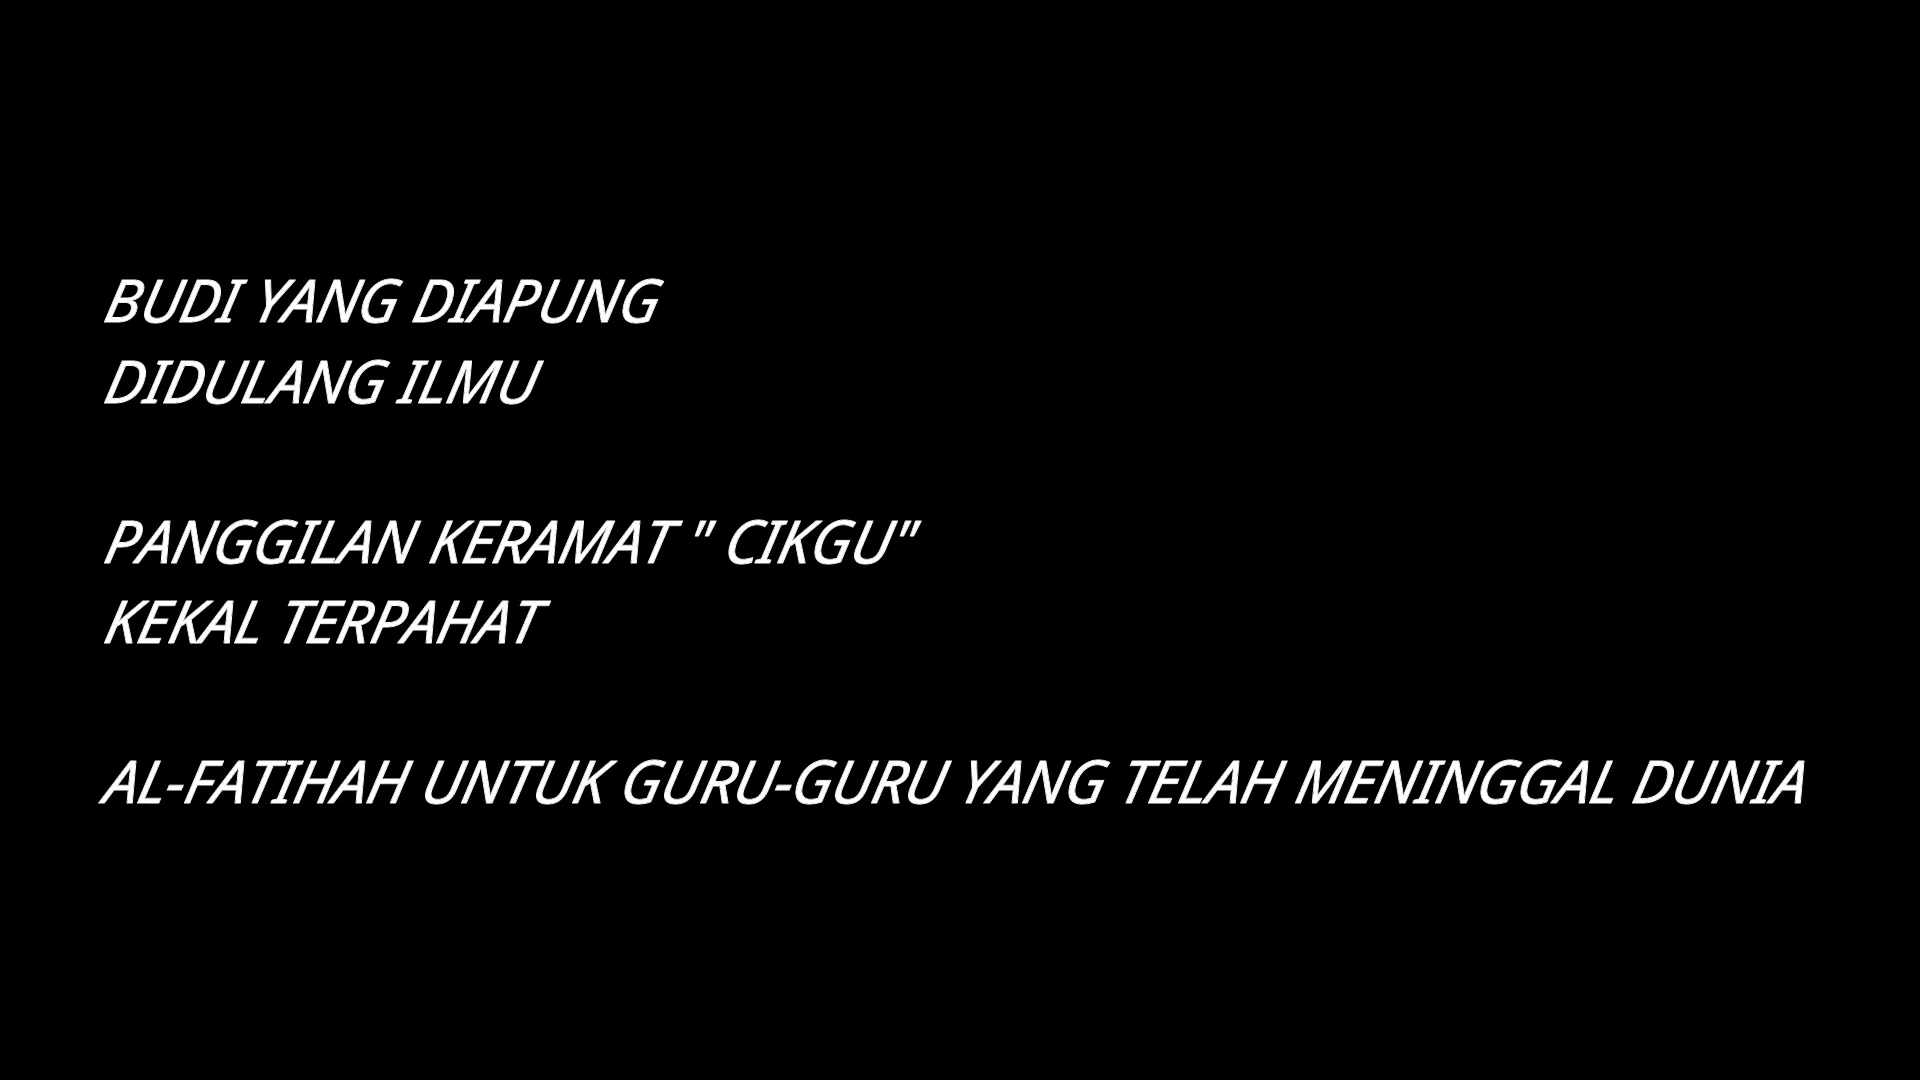 BUDI YANG DIAPUNG
DIDULANG ILMU
PANGGILAN KERAMAT " CIKGU"
KEKAL TERPAHAT
AL-FATIHAH UNTUK GURU-GURU YANG TELAH MENINGGAL DUNIA